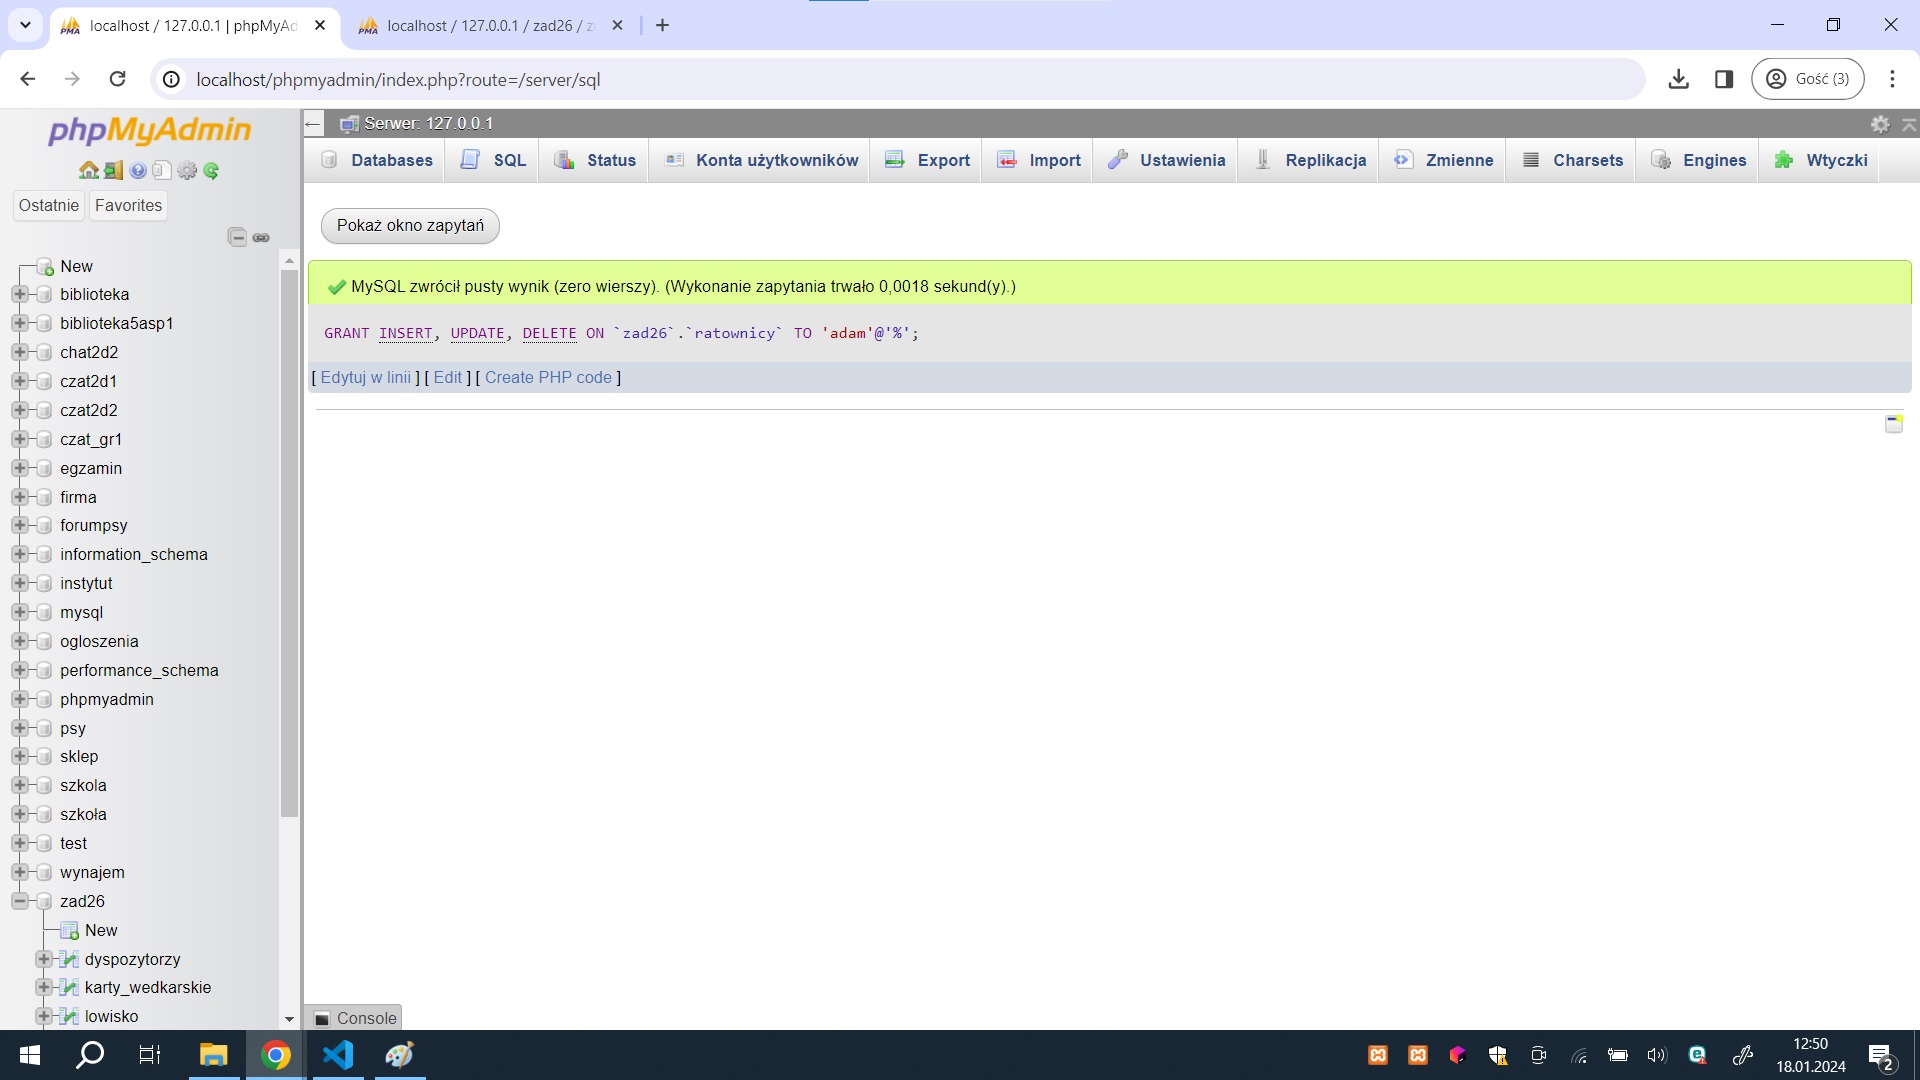 localhost / 127.0.0.1 | phpMyAd
localhost / 127.0.0.1 / zad26 / z
localhost/phpmyadmin/index.php?route=/server/sql
Gość (3)
phpMyAdmin
Ostatnie
Favorites
New
biblioteka
biblioteka5asp1
chat2d2
czat2d1
czat2d2
czat_gr1
egzamin
firma
forumpsy
information_schema
instytut
mysql
ogloszenia
performance_schema
phpmyadmin
psy
sklep
szkola
szkoła
test
wynajem
zad26
New
dyspozytorzy
karty_wedkarskie
lowisko
Serwer: 127.0.0.1
Databases
SQL
Status
Konta użytkowników
Export
Import
Ustawienia
Replikacja
Zmienne
Charsets
Engines
Wtyczki
Pokaż okno zapytań
MySQL zwrócił pusty wynik (zero wierszy). (Wykonanie zapytania trwało 0,0018 sekund(y).)
GRANT INSERT, UPDATE, DELETE ON `zad26`.`ratownicy` TO 'adam'@'%';
[ Edytuj w linii ] [ Edit ] [ Create PHP code ]
Console
12:50
18.01.2024
2